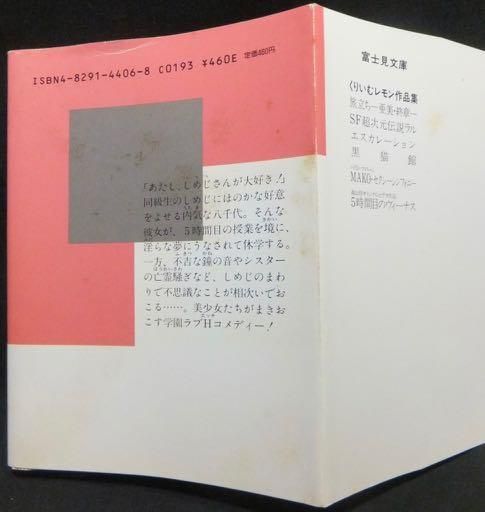 ISBN4-8291-4406-8 C0193 ¥460E 定価460円
「あたし、しめじさんが大好き!」
同級生のしめじにほのかな好意
をよせる内気な八千代。そんな
彼女が、5時間目の授業を境に、
淫らな夢にうなされて休学する。
一方、不吉な鐘の音やシスター
の亡霊騒ぎなど、しめじのまわ
りで不思議なことが相次いでお
こる……。美少女たちがまきお
こす学園ラブHコメディー!
富士見文庫
くりいむレモン作品集
旅立ち―亜美・終章―
SF超次元伝説ラル
エスカレーション
黒猫館
MAKO・セクシーシンフォニー
5時間目のヴィーナス